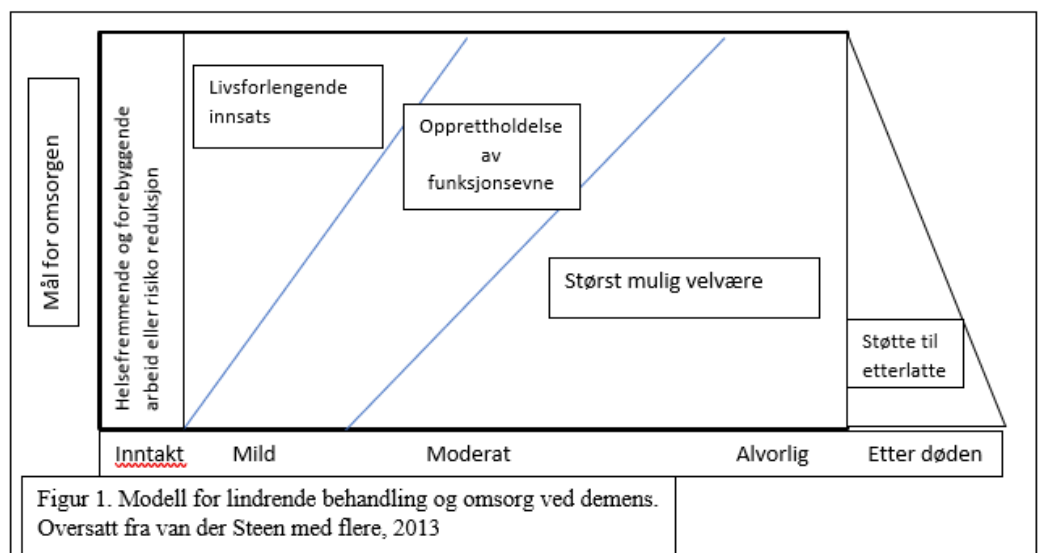 Mål for omsorgen
Helsefremmende og forebyggende
arbeid eller risiko reduksjon
Livsforlengende
innsats
Opprettholdelse
av
funksjonsevne
Størst mulig velvære
Støtte til
etterlatte
Inntakt Mild Moderat Alvorlig Etter døden
Figur 1. Modell for lindrende behandling og omsorg ved demens.
Oversatt fra van der Steen med flere, 2013